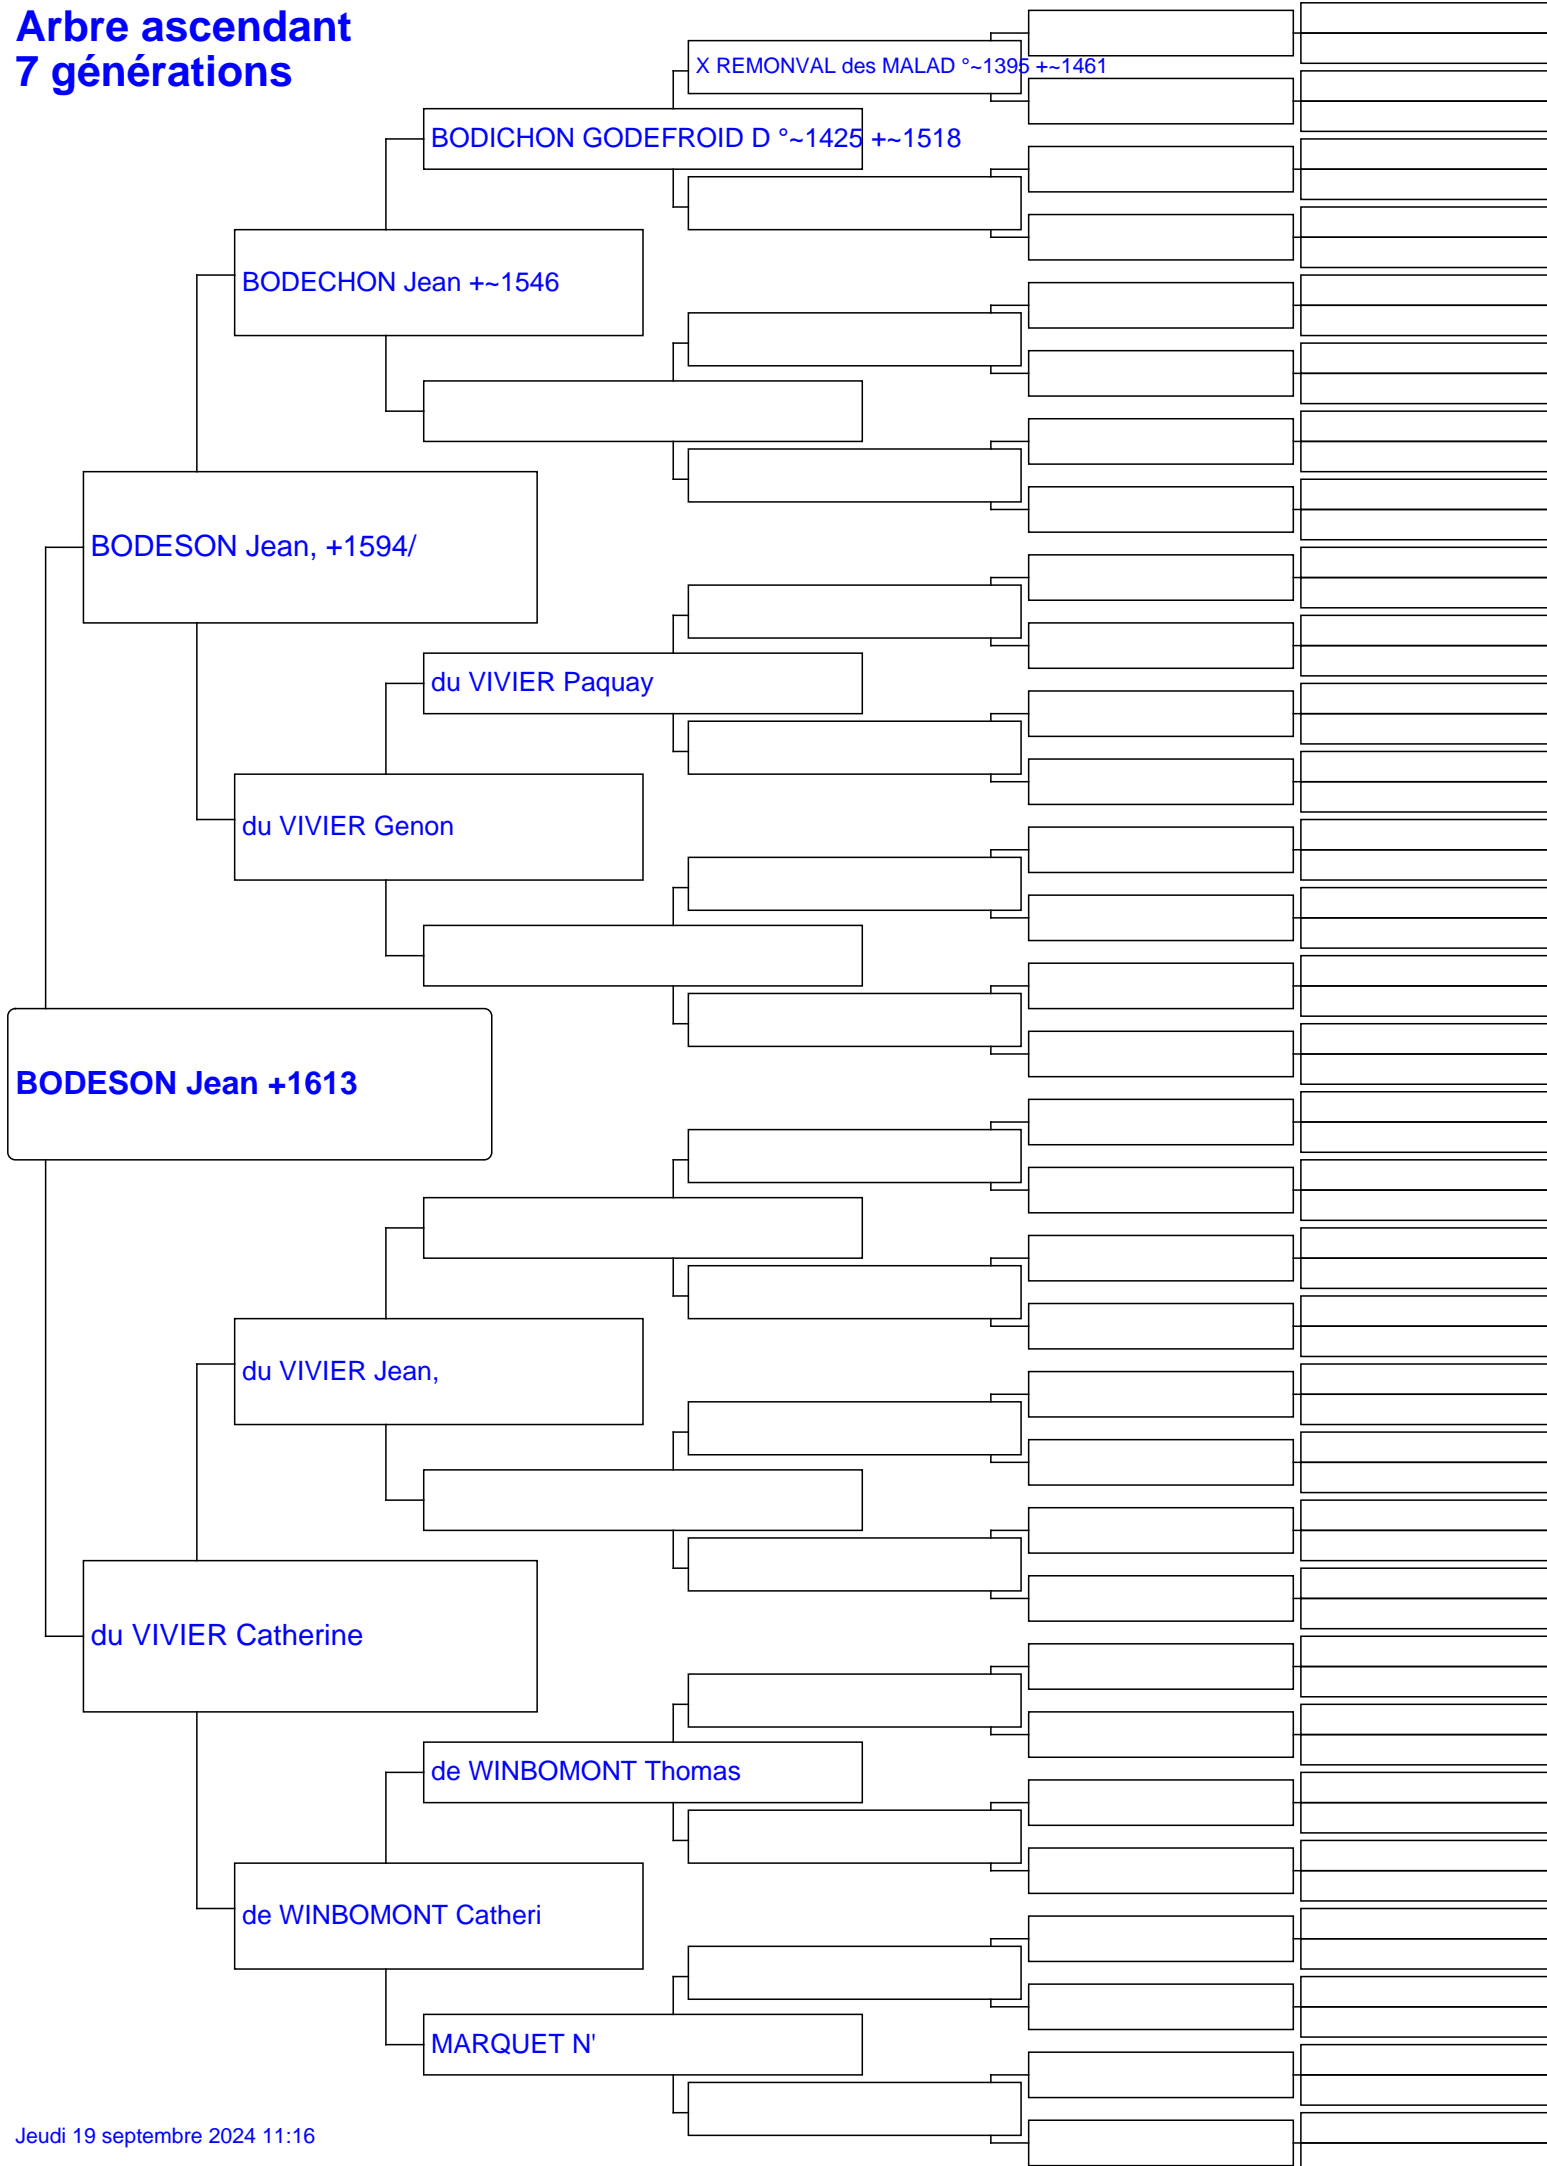 Arbre ascendant
7 générations
X REMONVAL des MALAD °~1395 +~1461
BODICHON GODEFROID D °~1425 +~1518
BODECHON Jean +~1546
BODESON Jean, +1594/
du VIVIER Paquay
du VIVIER Genon
BODESON Jean +1613
du VIVIER Jean,
du VIVIER Catherine
de WINBOMONT Thomas
de WINBOMONT Catheri
MARQUET N'
Jeudi 19 septembre 2024 11:16